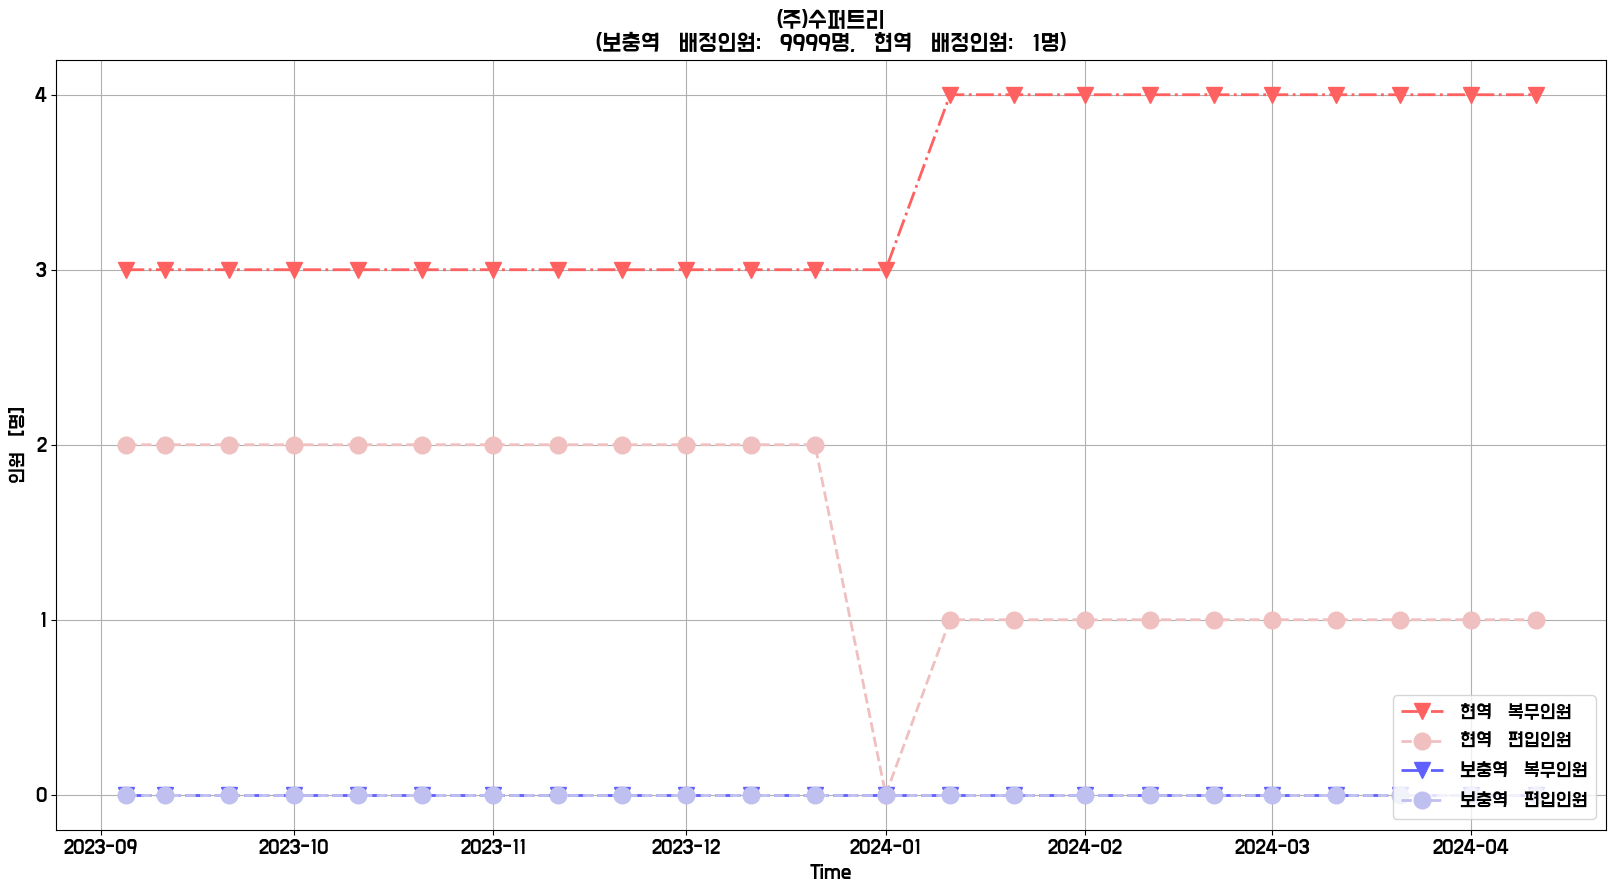 (주)수퍼트리
(보충역 배정인원: 9999명, 현역 배정인원: 1명)
인원 [명]
4
3
2
1
0
현역 복무인원
현역 편입인원
보충역 복무인원
보충역 편입인원
2023-09 2023-10 2023-11 2023-12 2024-01 2024-02 2024-03 2024-04
Time